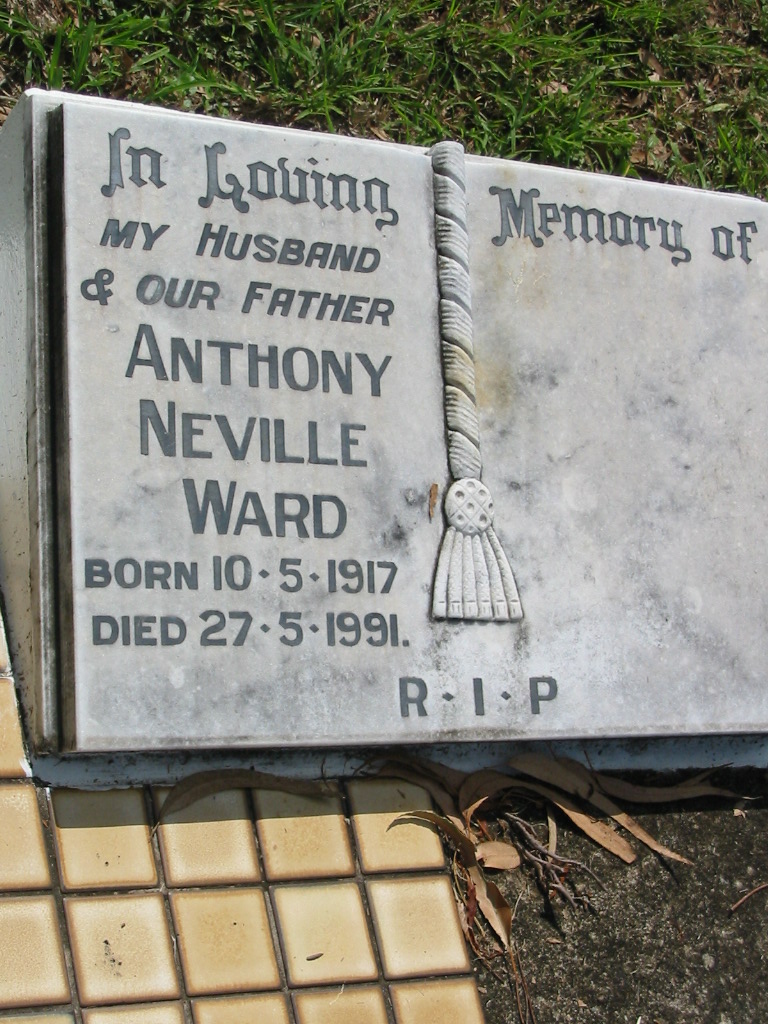 In Loving Memory of
MY HUSBAND
& OUR FATHER
ANTHONY
NEVILLE
WARD
BORN 10·5·1917
DIED 27·5·1991.
R·I·P